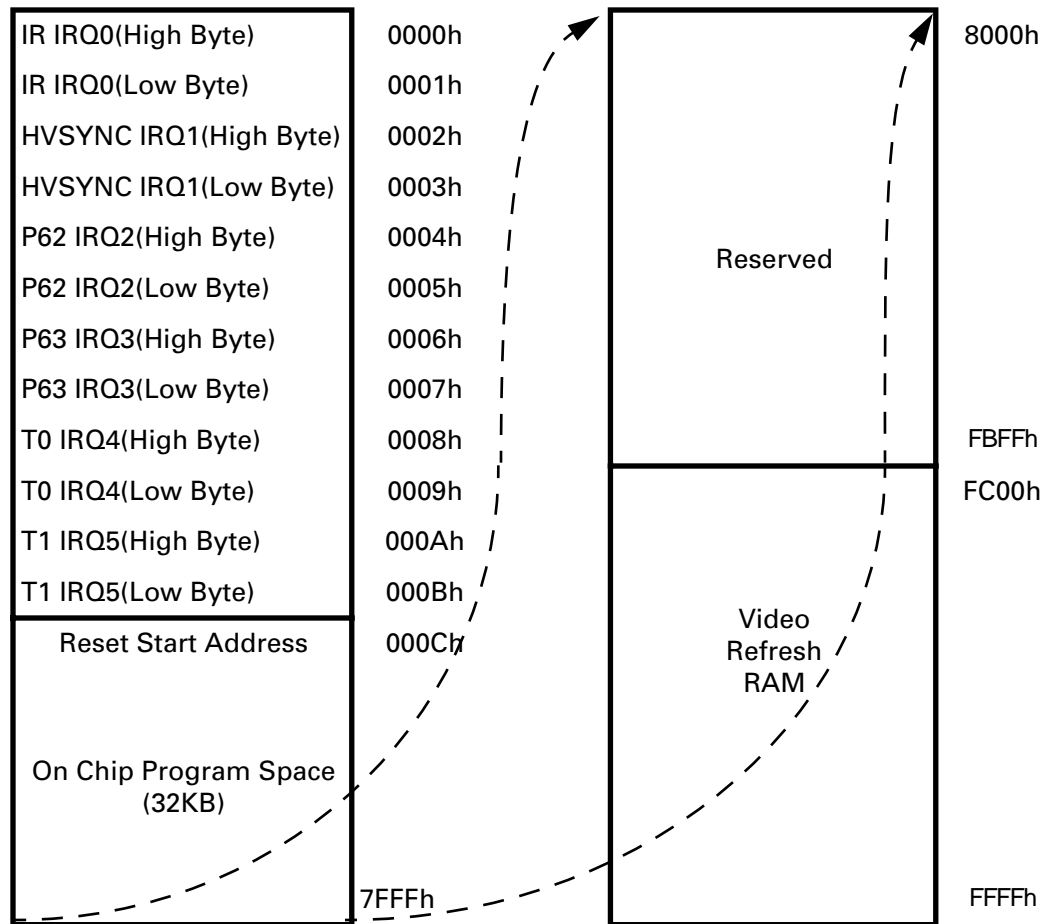 IR IRQ0(High Byte) 0000h
IR IRQ0(Low Byte) 0001h
HVSYNC IRQ1(High Byte) 0002h
HVSYNC IRQ1(Low Byte) 0003h
P62 IRQ2(High Byte) 0004h
P62 IRQ2(Low Byte) 0005h
P63 IRQ3(High Byte) 0006h
P63 IRQ3(Low Byte) 0007h
T0 IRQ4(High Byte) 0008h
T0 IRQ4(Low Byte) 0009h
T1 IRQ5(High Byte) 000Ah
T1 IRQ5(Low Byte) 000Bh
Reset Start Address 000Ch
On Chip Program Space
(32KB)
7FFFh
8000h
Reserved
FBFFh
FC00h
Video
Refresh
RAM
FFFFh